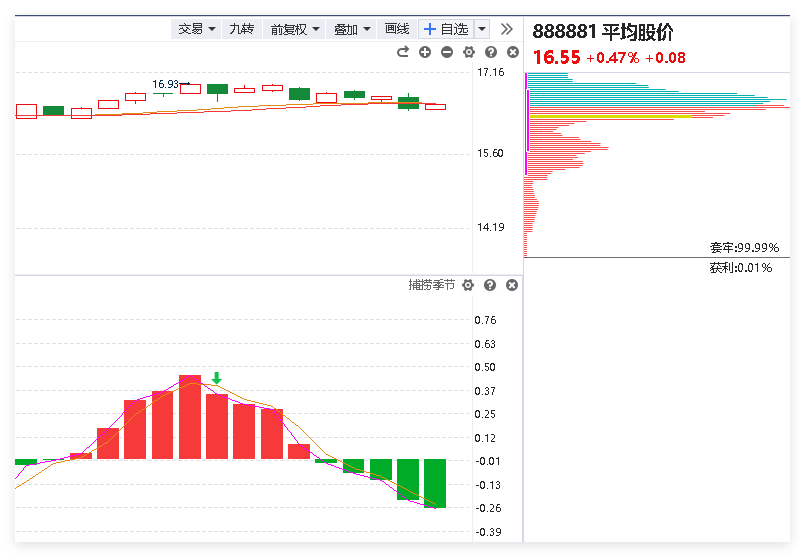 交易 九转 前复权 叠加 画线 自选
888881 平均股价
16.55 +0.47% +0.08
17.16
16.93
15.60
14.19
套牢:99.99%
获利:0.01%
捕捞季节
0.76
0.63
0.50
0.37
0.25
0.12
-0.01
-0.13
-0.26
-0.39